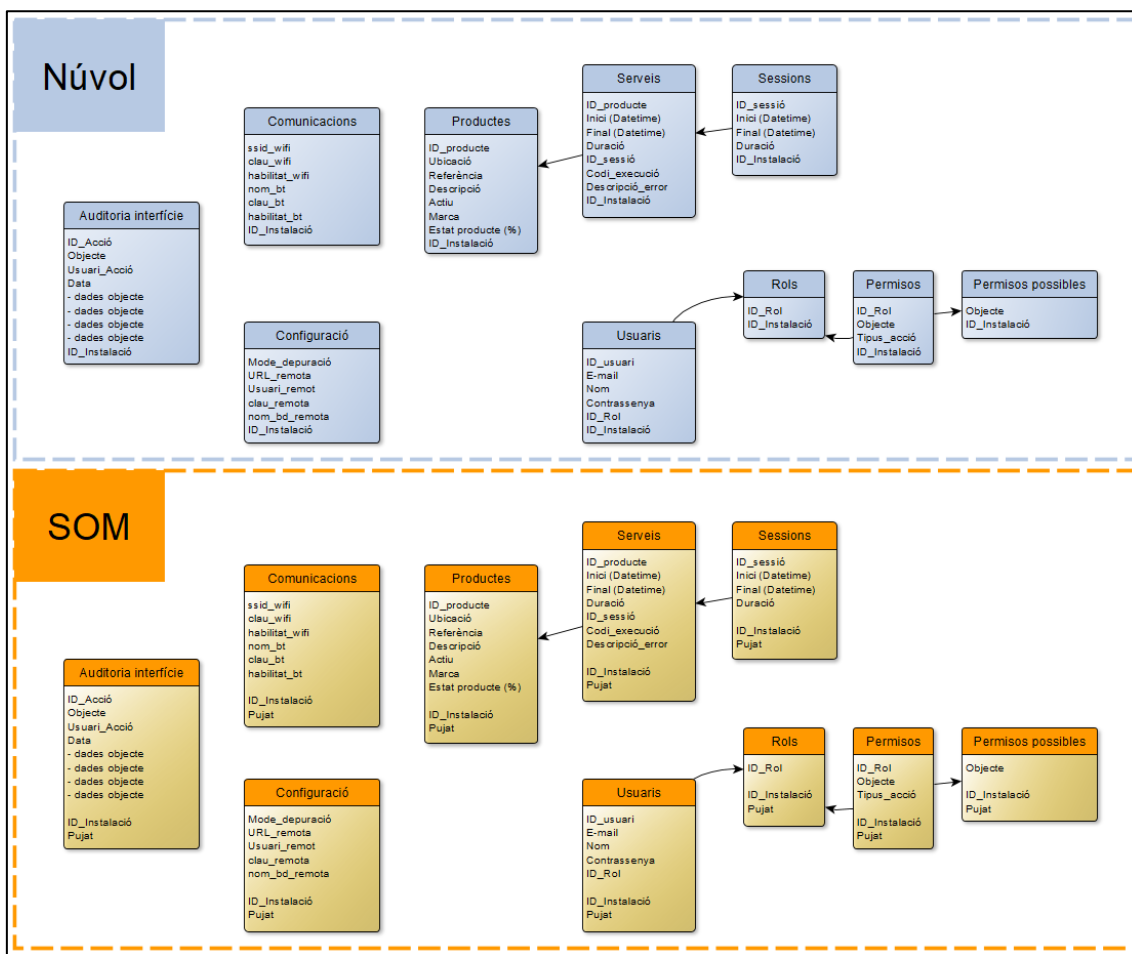 Núvol
Serveis
ID_producte
Inici (Datetime)
Final (Datetime)
Duració
ID_sessió
Codi_execució
Descripció_error
ID_Instalació
Sessions
ID_sessió
Inici (Datetime)
Final (Datetime)
Duració
ID_Instalació
Comunicacions
ssid_wifi
clau_wifi
habilitat_wifi
nom_bt
clau_bt
habilitat_bt
ID_Instalació
Productes
ID_producte
Ubicació
Referència
Descripció
Actiu
Marca
Estat producte (%)
ID_Instalació
Auditoria interfície
ID_Acció
Objecte
Usuari_Acció
Data
- dades objecte
- dades objecte
- dades objecte
- dades objecte
ID_Instalació
Rols
ID_Rol
ID_Instalació
Permisos
ID_Rol
Objecte
Tipus_acció
ID_Instalació
Permisos possibles
Objecte
ID_Instalació
Configuració
Mode_depuració
URL_remota
Usuari_remot
clau_remota
nom_bd_remota
ID_Instalació
Usuaris
ID_usuari
E-mail
Nom
Contrassenya
ID_Rol
ID_Instalació
SOM
Serveis
ID_producte
Inici (Datetime)
Final (Datetime)
Duració
ID_sessió
Codi_execució
Descripció_error
ID_Instalació
Pujat
Sessions
ID_sessió
Inici (Datetime)
Final (Datetime)
Duració
ID_Instalació
Pujat
Comunicacions
ssid_wifi
clau_wifi
habilitat_wifi
nom_bt
clau_bt
habilitat_bt
ID_Instalació
Pujat
Productes
ID_producte
Ubicació
Referència
Descripció
Actiu
Marca
Estat producte (%)
ID_Instalació
Pujat
Auditoria interfície
ID_Acció
Objecte
Usuari_Acció
Data
- dades objecte
- dades objecte
- dades objecte
- dades objecte
ID_Instalació
Pujat
Rols
ID_Rol
ID_Instalació
Pujat
Permisos
ID_Rol
Objecte
Tipus_acció
ID_Instalació
Pujat
Permisos possibles
Objecte
ID_Instalació
Pujat
Configuració
Mode_depuració
URL_remota
Usuari_remot
clau_remota
nom_bd_remota
ID_Instalació
Pujat
Usuaris
ID_usuari
E-mail
Nom
Contrassenya
ID_Rol
ID_Instalació
Pujat